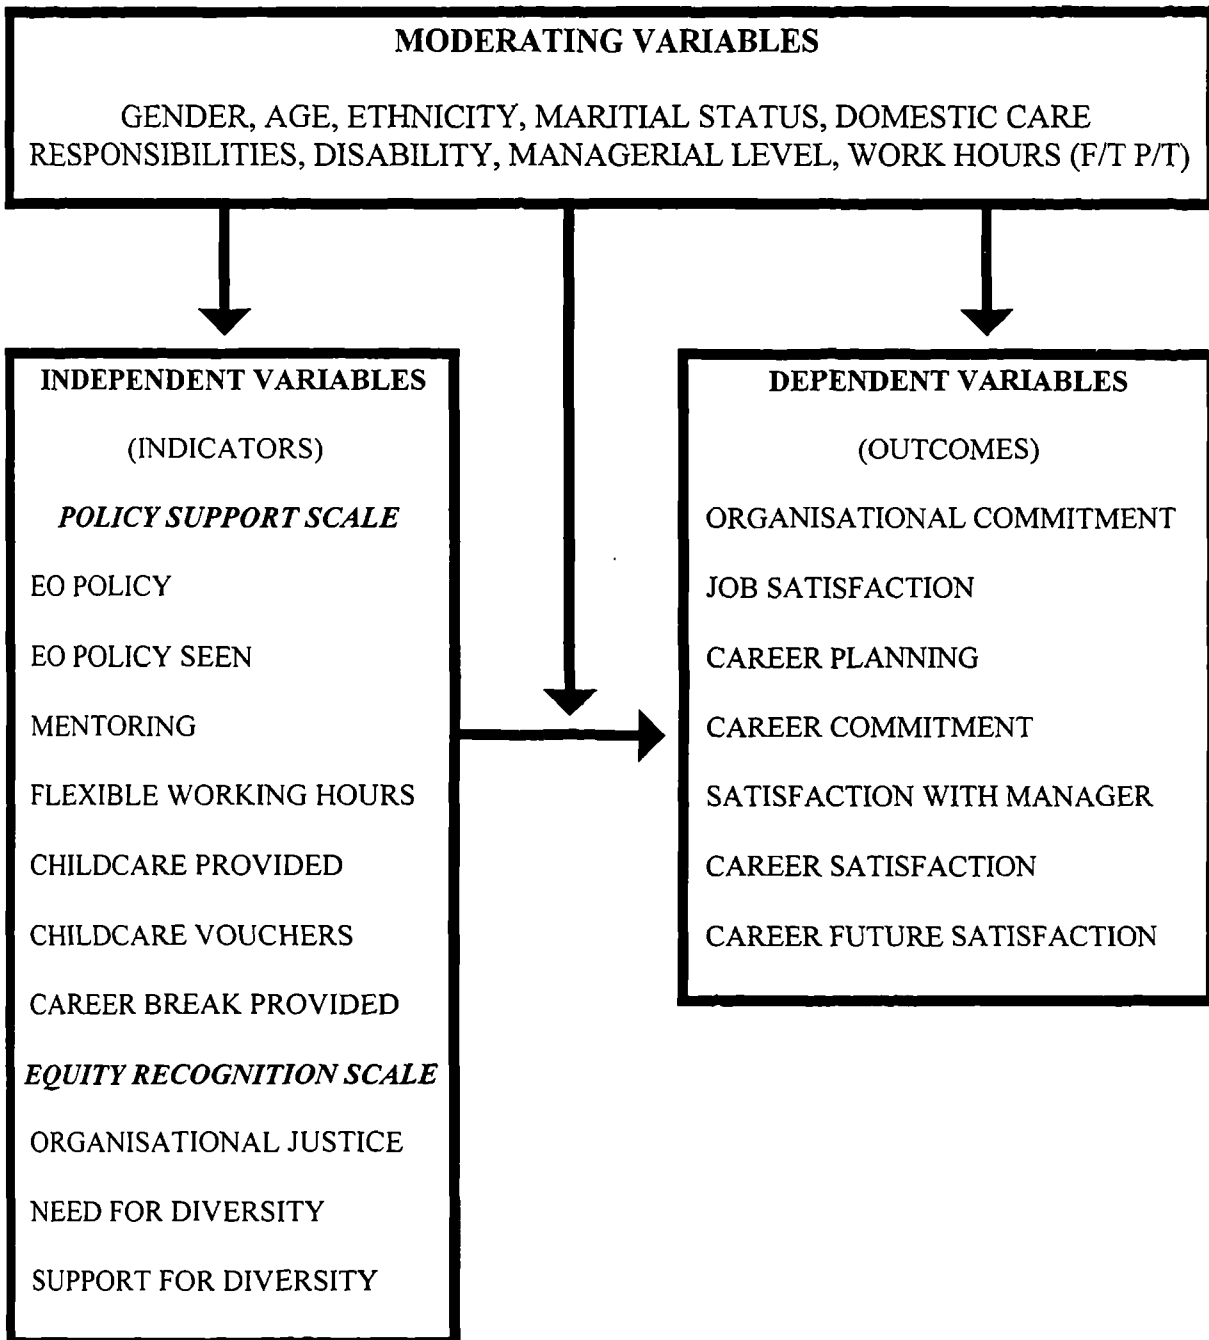 MODERATING VARIABLES
GENDER, AGE, ETHNICITY, MARITIAL STATUS, DOMESTIC CARE
RESPONSIBILITIES, DISABILITY, MANAGERIAL LEVEL, WORK HOURS (F/T P/T)
INDEPENDENT VARIABLES
(INDICATORS)
POLICY SUPPORT SCALE
EO POLICY
EO POLICY SEEN
MENTORING
FLEXIBLE WORKING HOURS
CHILDCARE PROVIDED
CHILDCARE VOUCHERS
CAREER BREAK PROVIDED
EQUITY RECOGNITION SCALE
ORGANISATIONAL JUSTICE
NEED FOR DIVERSITY
SUPPORT FOR DIVERSITY
DEPENDENT VARIABLES
(OUTCOMES)
ORGANISATIONAL COMMITMENT
JOB SATISFACTION
CAREER PLANNING
CAREER COMMITMENT
SATISFACTION WITH MANAGER
CAREER SATISFACTION
CAREER FUTURE SATISFACTION